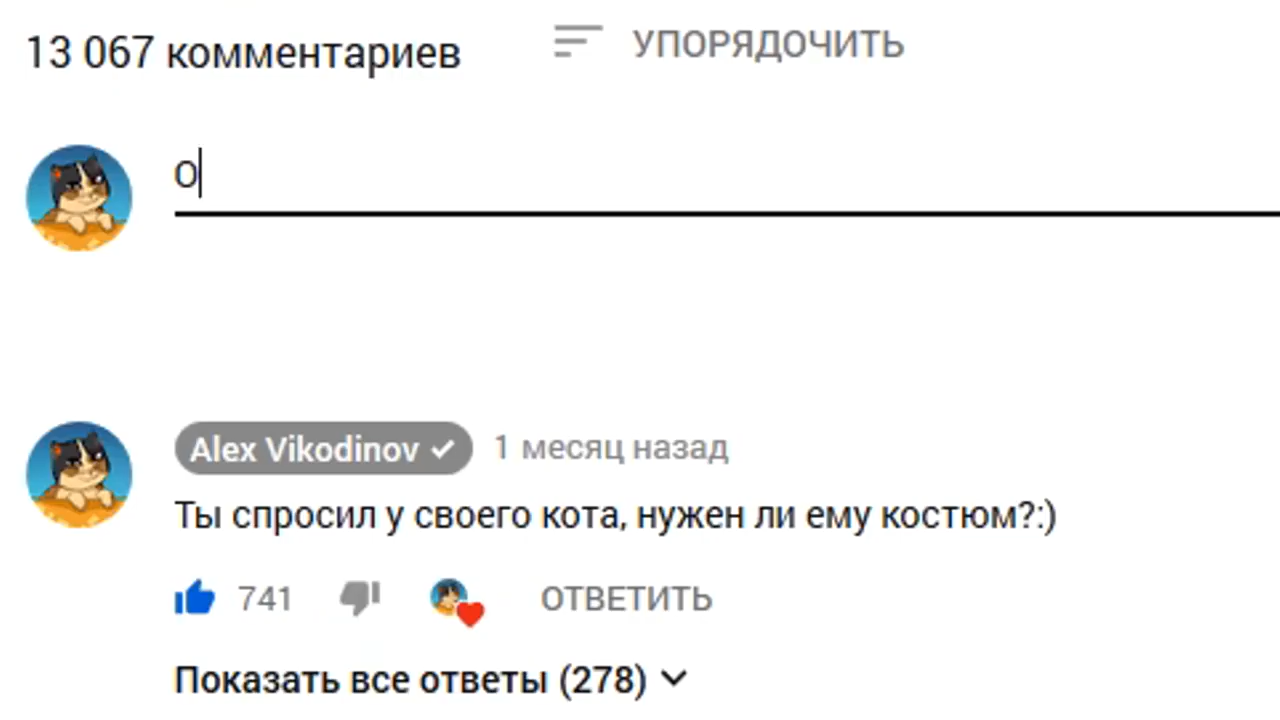 13 067 комментариев
УПОРЯДОЧИТЬ
О
Alex Vikodinov
1 месяц назад
Ты спросил у своего кота, нужен ли ему костюм?:)
741
ОТВЕТИТЬ
Показать все ответы (278)